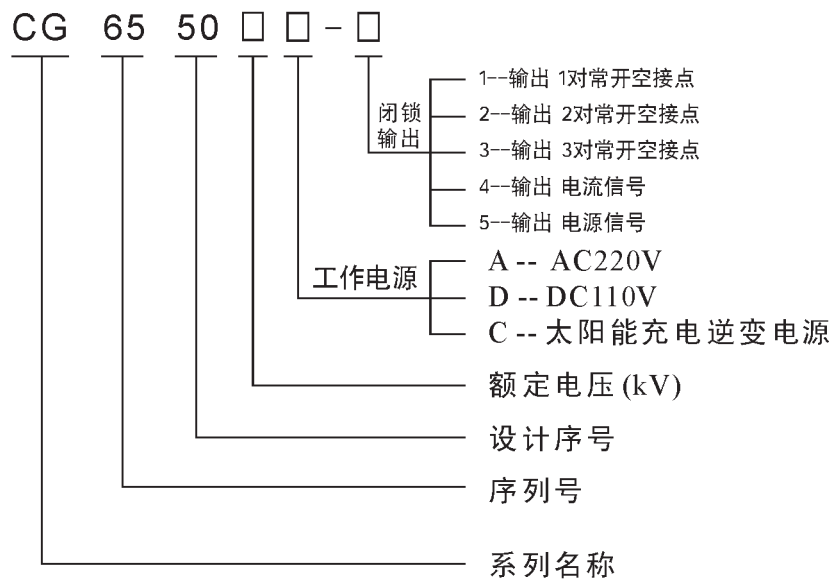 CG 65 50 □ □ - □
1--输出 1对常开空接点
2--输出 2对常开空接点
闭锁
输出
3--输出 3对常开空接点
4--输出 电流信号
5--输出 电源信号
A -- AC220V
工作电源
D -- DC110V
C -- 太阳能充电逆变电源
额定电压(kV)
设计序号
序列号
系列名称